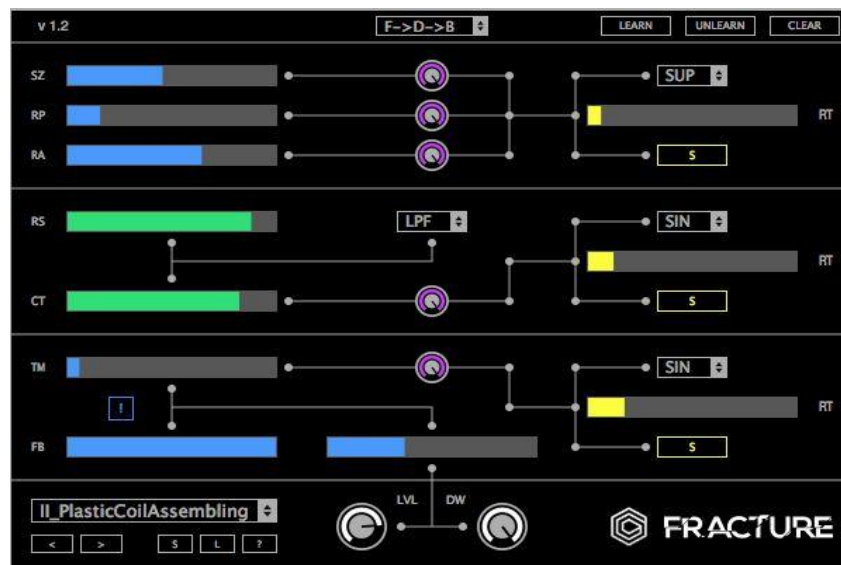 v 1.2 F->D->B LEARN UNLEARN CLEAR
SZ SUP
RP RT
RA S
RS LPF SIN
RT
CT S
TM SIN
! RT
FB S
LVL DW
II_PlasticCoilAssembling
< > S L ?
FRACTURE